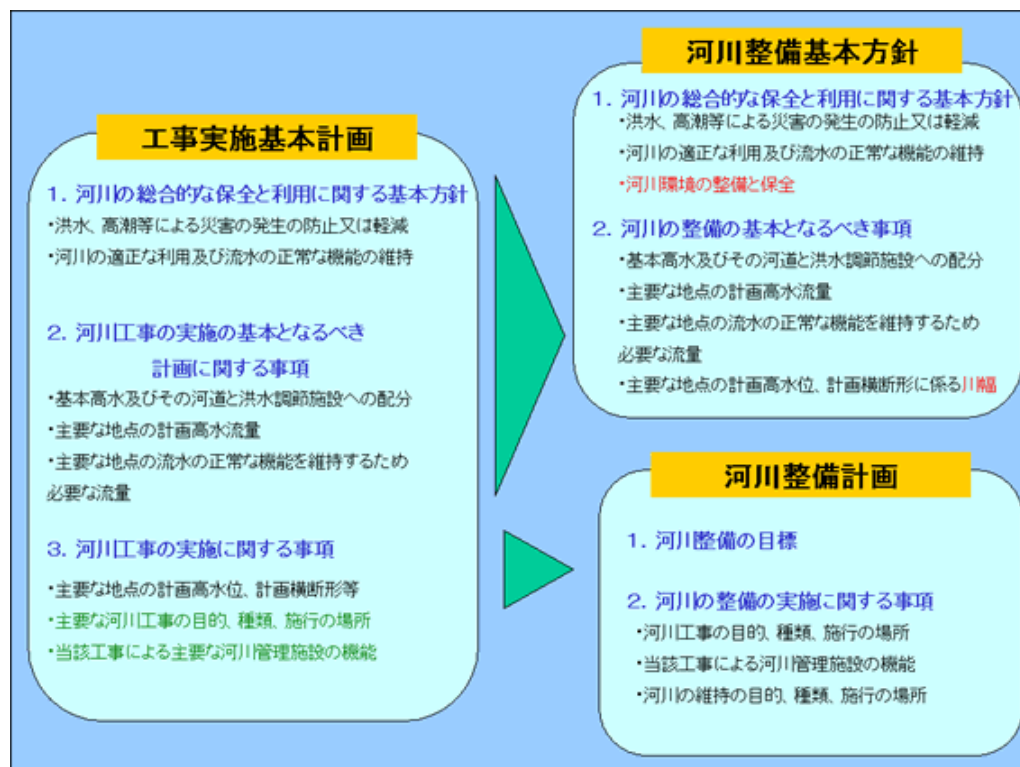 工事実施基本計画
1. 河川の総合的な保全と利用に関する基本方針
・洪水、高潮等による災害の発生の防止又は軽減
・河川の適正な利用及び流水の正常な機能の維持
2. 河川工事の実施の基本となるべき
計画に関する事項
・基本高水及びその河道と洪水調節施設への配分
・主要な地点の計画高水流量
・主要な地点の流水の正常な機能を維持するため
必要な流量
3. 河川工事の実施に関する事項
・主要な地点の計画高水位、計画横断形等
・主要な河川工事の目的、種類、施行の場所
・当該工事による主要な河川管理施設の機能
河川整備基本方針
1. 河川の総合的な保全と利用に関する基本方針
・洪水、高潮等による災害の発生の防止又は軽減
・河川の適正な利用及び流水の正常な機能の維持
・河川環境の整備と保全
2. 河川の整備の基本となるべき事項
・基本高水及びその河道と洪水調節施設への配分
・主要な地点の計画高水流量
・主要な地点の流水の正常な機能を維持するため
必要な流量
・主要な地点の計画高水位、計画横断形に係る川幅
河川整備計画
1. 河川整備の目標
2. 河川の整備の実施に関する事項
・河川工事の目的、種類、施行の場所
・当該工事による河川管理施設の機能
・河川の維持の目的、種類、施行の場所